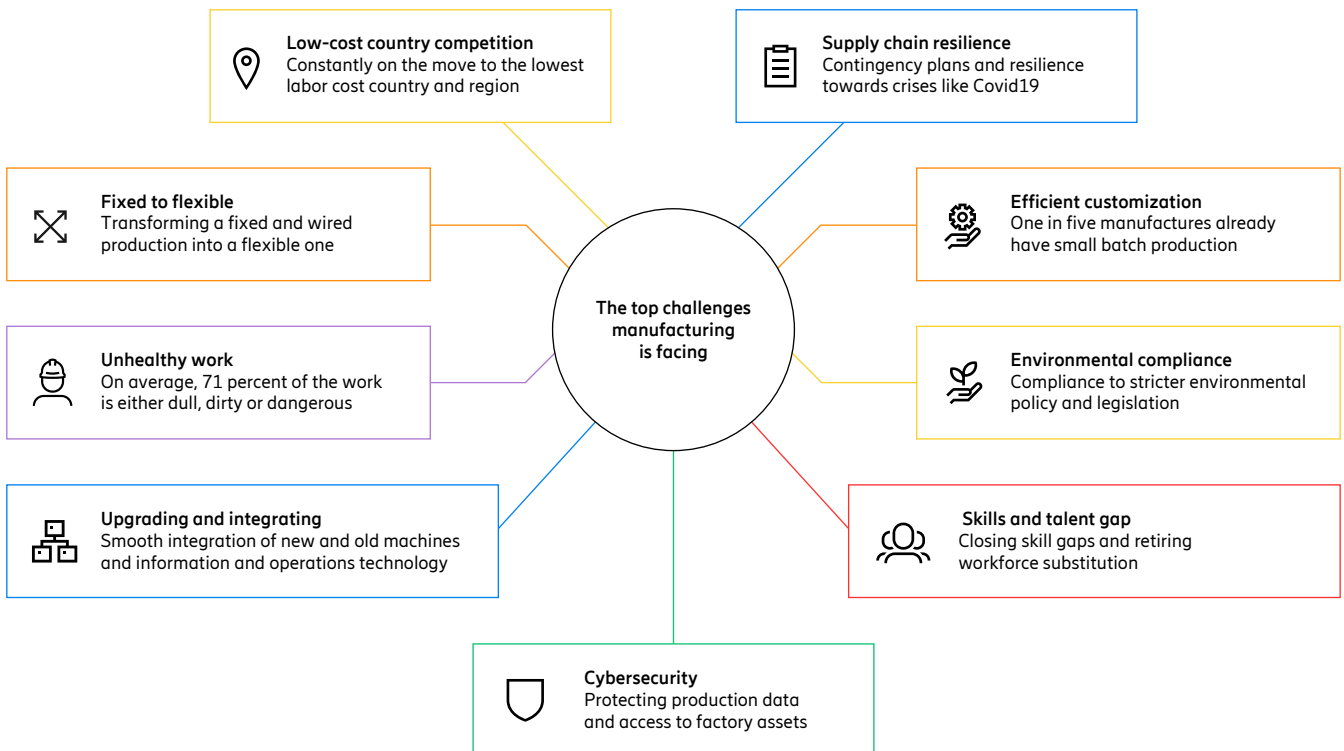 Low-cost country competition
Constantly on the move to the lowest
labor cost country and region
Supply chain resilience
Contingency plans and resilience
towards crises like Covid19
Fixed to flexible
Transforming a fixed and wired
production into a flexible one
Efficient customization
One in five manufactures already
have small batch production
The top challenges
manufacturing
is facing
Unhealthy work
On average, 71 percent of the work
is either dull, dirty or dangerous
Environmental compliance
Compliance to stricter environmental
policy and legislation
Upgrading and integrating
Smooth integration of new and old machines
and information and operations technology
Skills and talent gap
Closing skill gaps and retiring
workforce substitution
Cybersecurity
Protecting production data
and access to factory assets